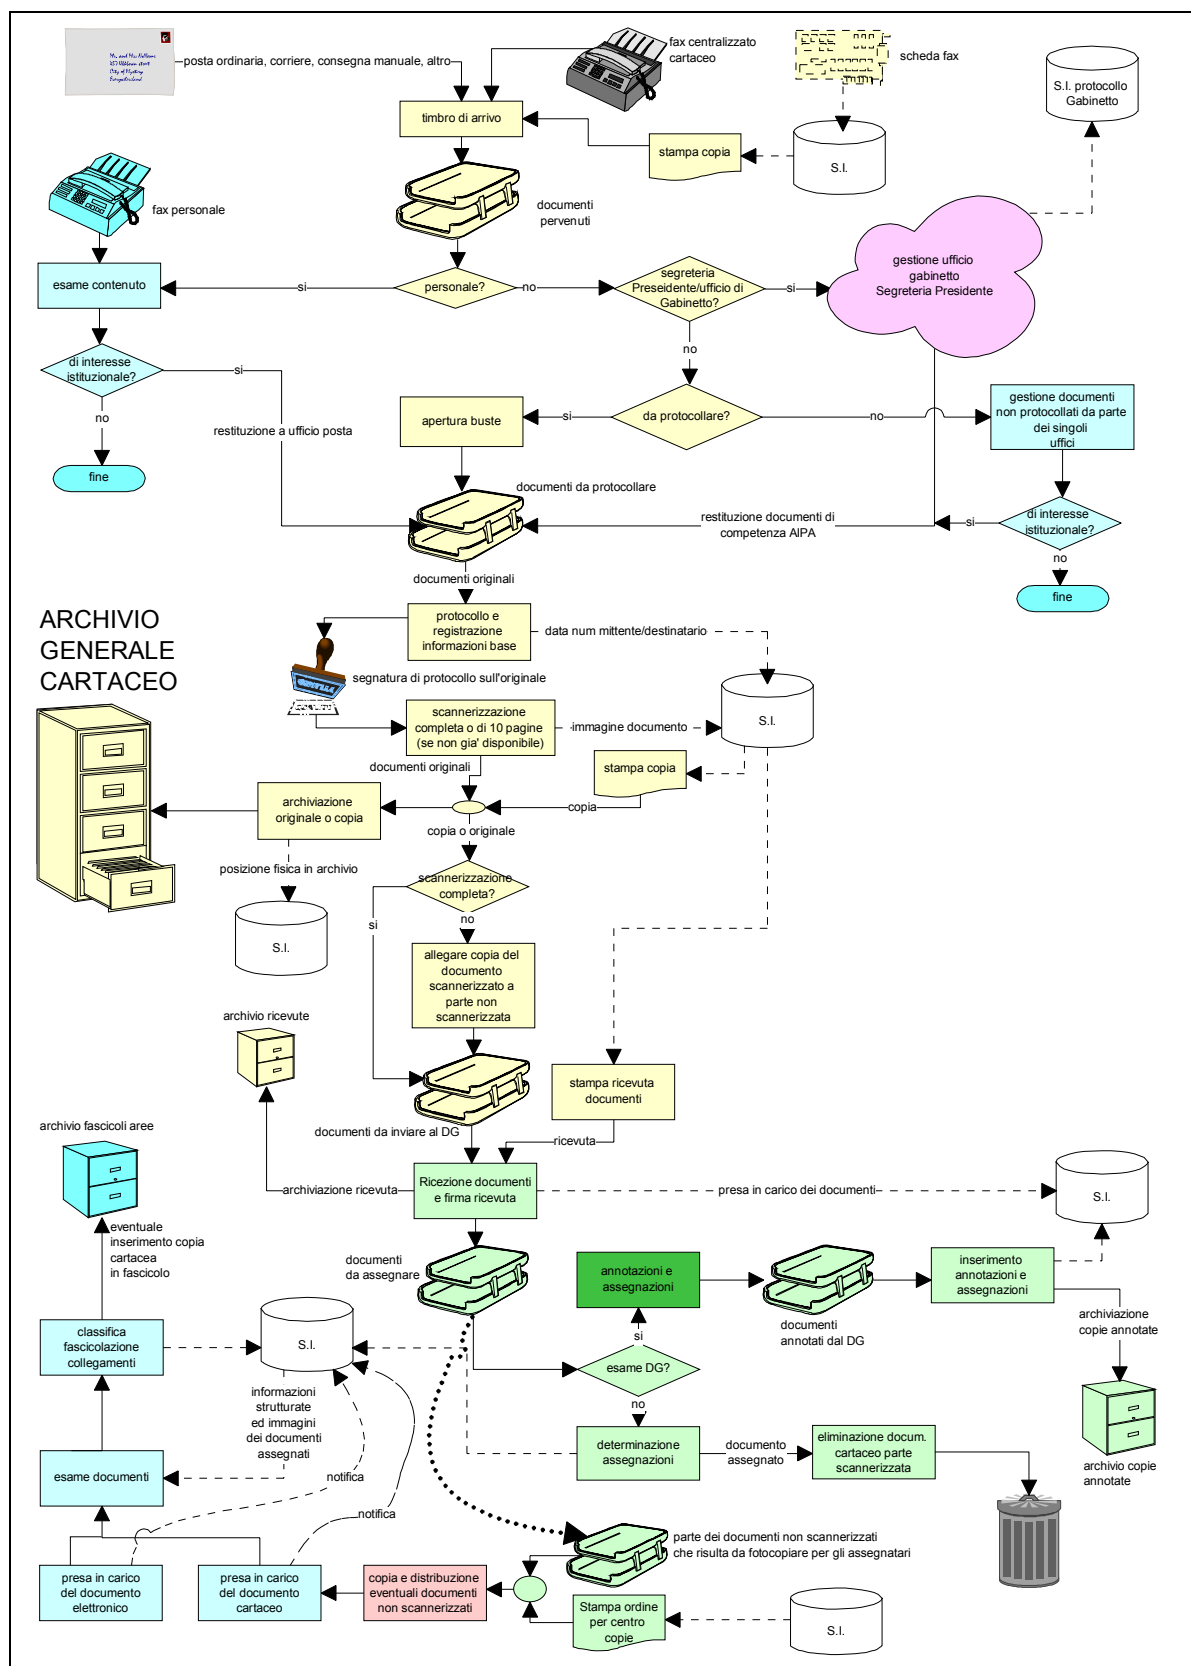 Mr. and Mrs. Nobbons
City of Mystery
posta ordinaria, corriere, consegna manuale, altro
fax centralizzato
cartaceo
scheda fax
S.I. protocollo
Gabinetto
timbro di arrivo
stampa copia
S.I.
fax personale
documenti
pervenuti
esame contenuto
si
personale?
no
segreteria
Preseidente/ufficio di
Gabinetto?
si
gestione ufficio
gabinetto
Segreteria Presidente
no
di interesse
istituzionale?
si
no
restituzione a ufficio posta
fine
apertura buste
si
da protocollare?
no
gestione documenti
non protocollati da parte
dei singoli
uffici
documenti da protocollare
restituzione documenti di
competenza AIPA
si
di interesse
istituzionale?
no
fine
documenti originali
ARCHIVIO
GENERALE
CARTACEO
protocollo e
registrazione
informazioni base
data num mittente/destinatario
segnatura di protocollo sull'originale
S.I.
scannerizzazione
completa o di 10 pagine
(se non gia' disponibile)
immagine documento
documenti originali
stampa copia
archiviazione
originale o copia
copia
copia o originale
posizione fisica in archivio
S.I.
scannerizzazione
completa?
si
no
allegare copia del
documento
scannerizzato a
parte non
scannerizzata
archivio ricevute
stampa ricevuta
documenti
documenti da inviare al DG
ricevuta
archivio fascicoli aree
archiviazione ricevuta
Ricezione documenti
e firma ricevuta
presa in carico dei documenti
S.I.
eventuale
inserimento copia
cartacea
in fascicolo
documenti
da assegnare
annotazioni e
assegnazioni
documenti
annotati dal DG
inserimento
annotazioni e
assegnazioni
archiviazione
copie annotate
classifica
fascicolazione
collegamenti
S.I.
si
esame DG?
no
informazioni
strutturate
ed immagini
dei documenti
assegnati
esame documenti
notifica
notifica
determinazione
assegnazioni
documento
assegnato
eliminazione docum.
cartaceo parte
scannerizzata
archivio copie
annotate
parte dei documenti non scannerizzati
che risulta da fotocopiare per gli assegnatari
presa in carico
del documento
elettronico
presa in carico
del documento
cartaceo
copia e distribuzione
eventuali documenti
non scannerizzati
Stampa ordine
per centro
copie
S.I.